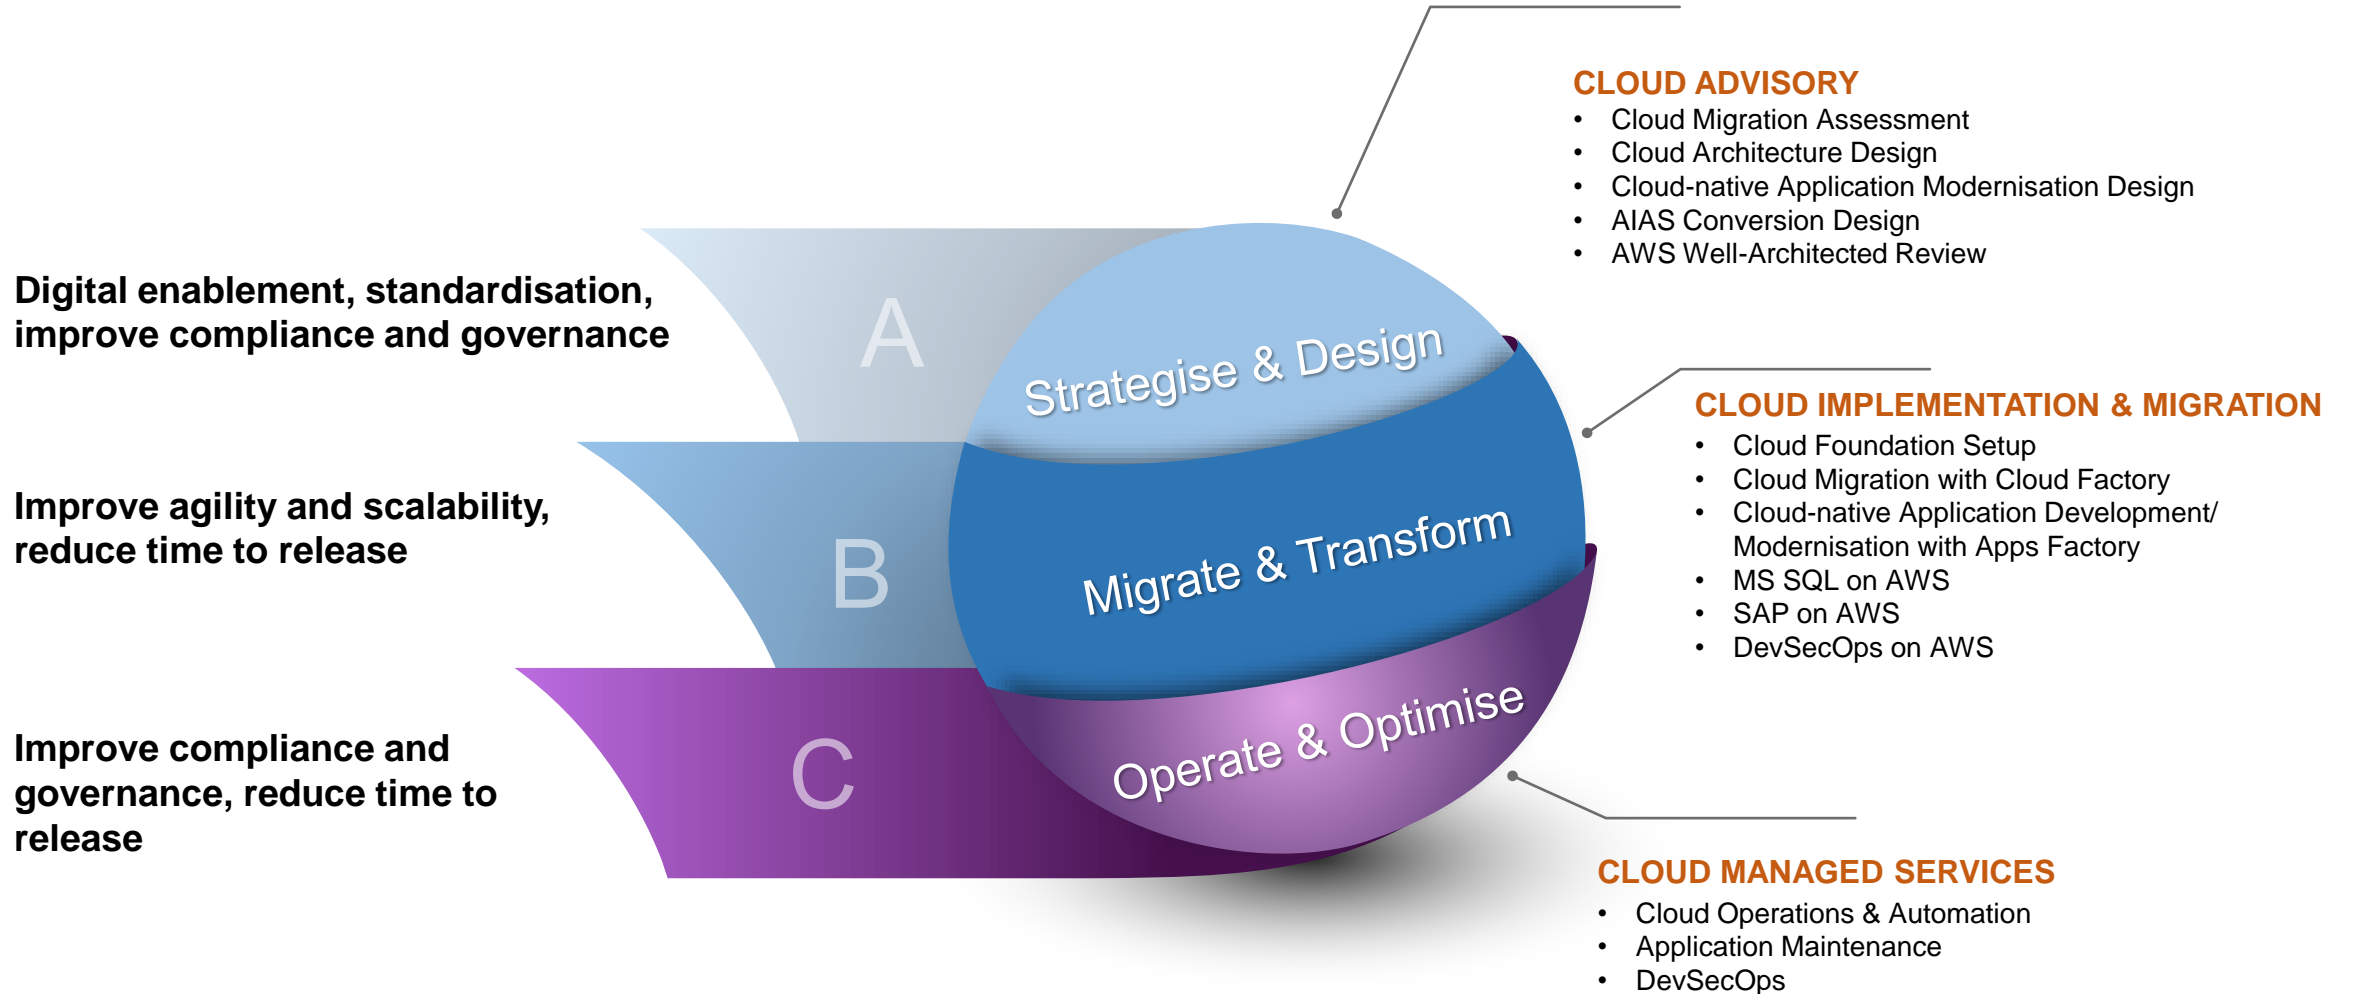 CLOUD ADVISORY
• Cloud Migration Assessment
• Cloud Architecture Design
• Cloud-native Application Modernisation Design
• AIAS Conversion Design
• AWS Well-Architected Review
Digital enablement, standardisation,
improve compliance and governance
A
Strategise & Design
CLOUD IMPLEMENTATION & MIGRATION
• Cloud Foundation Setup
• Cloud Migration with Cloud Factory
• Cloud-native Application Development/
Modernisation with Apps Factory
• MS SQL on AWS
• SAP on AWS
• DevSecOps on AWS
Improve agility and scalability,
reduce time to release
B
Migrate & Transform
Improve compliance and
governance, reduce time to
release
C
Operate & Optimise
CLOUD MANAGED SERVICES
• Cloud Operations & Automation
• Application Maintenance
• DevSecOps